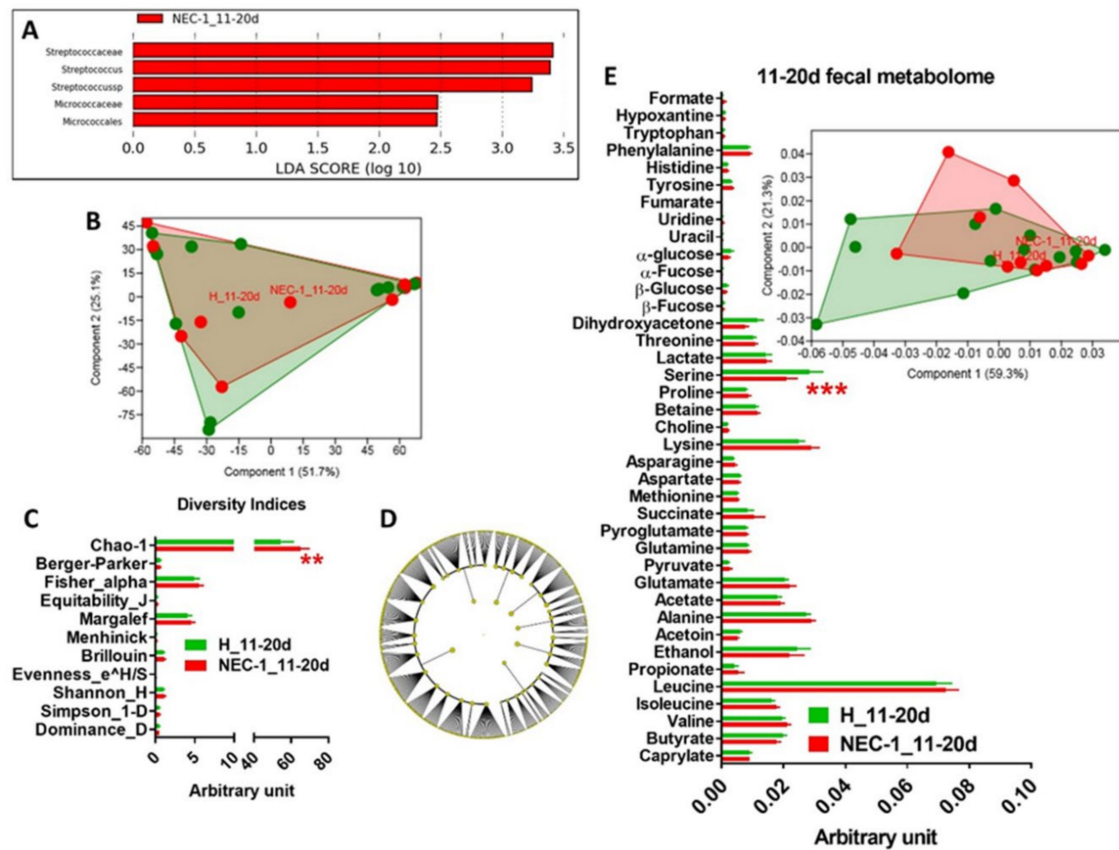 A
NEC-1_11-20d
Streptococcaceae
Streptococcus
Streptococcussp
Micrococcaceae
Micrococcales
0.0 0.5 1.0 1.5 2.0 2.5 3.0 3.5
LDA SCORE (log 10)
B
45
30
15
0
-15
-30
-45
-60
-75
Component 2 (25.1%)
H_11-20d
NEC-1_11-20d
-60 -45 -30 -15 0 15 30 45 60
Component 1 (51.7%)
Diversity Indices
C
Chao-1
**
Berger-Parker
Fisher_alpha
Equitability_J
Margalef
Menhinick
Brillouin
Evenness_e^H/S
Shannon_H
Simpson_1-D
Dominance_D
H_11-20d
NEC-1_11-20d
0 5 10 40 60 80
Arbitrary unit
D
E
11-20d fecal metabolome
Formate
Hypoxantine
Tryptophan
Phenylalanine
Histidine
Tyrosine
Fumarate
Uridine
Uracil
α-glucose
α-Fucose
β-Glucose
β-Fucose
Dihydroxyacetone
Threonine
Lactate
Serine
***
Proline
Betaine
Choline
Lysine
Asparagine
Aspartate
Methionine
Succinate
Pyroglutamate
Glutamine
Pyruvate
Glutamate
Acetate
Alanine
Acetoin
Ethanol
Propionate
Leucine
Isoleucine
Valine
Butyrate
Caprylate
H_11-20d
NEC-1_11-20d
0.00 0.02 0.04 0.06 0.08 0.10
Arbitrary unit
0.04
0.03
0.02
0.01
0.00
-0.01
-0.02
-0.03
-0.04
Component 2 (21.3%)
NEC-1_11-20d
-0.06 -0.05 -0.04 -0.03 -0.02 -0.01 0.00 0.01 0.02 0.03
Component 1 (59.3%)